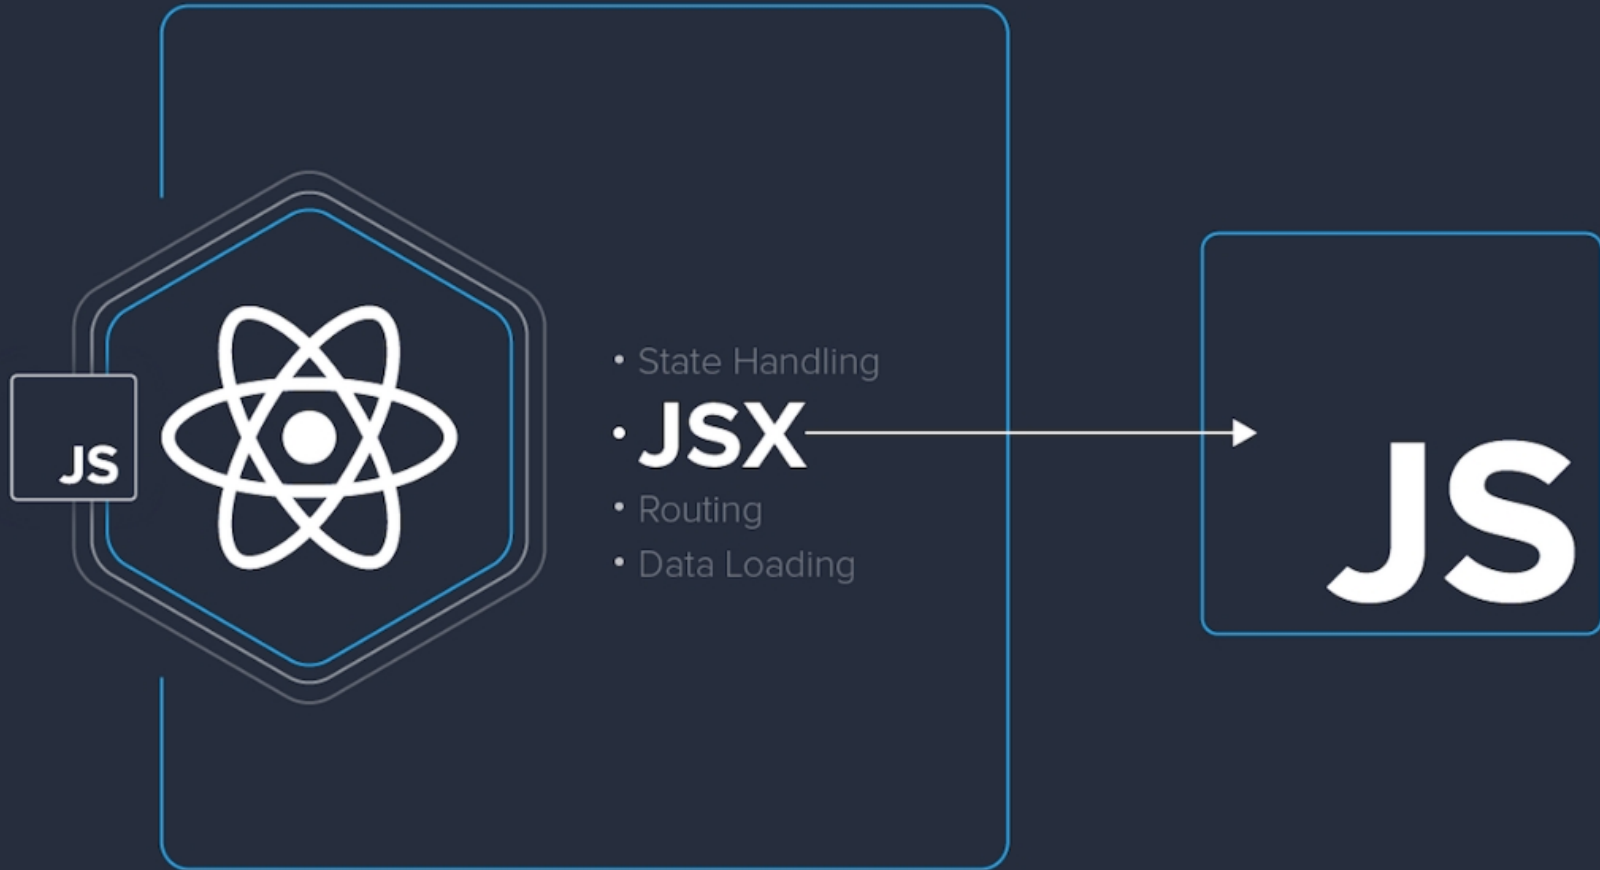 JS
• State Handling
• JSX
• Routing
• Data Loading
JS